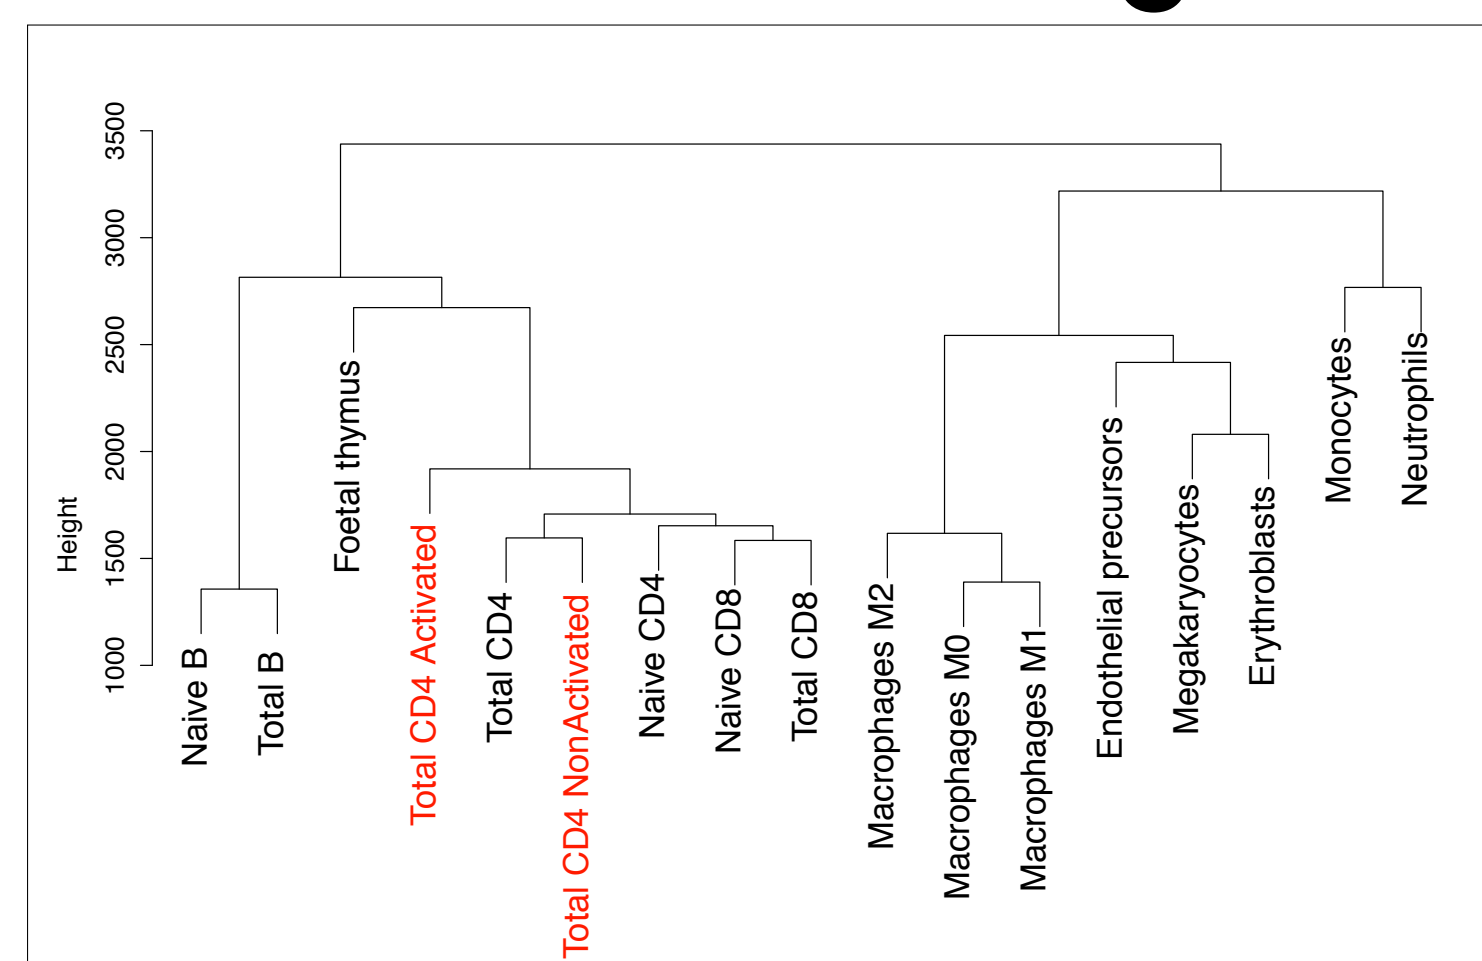 3500
3000
2500
2000
1500
1000
Height
Naive B
Total B
Foetal thymus
Total CD4 Activated
Total CD4
Total CD4 NonActivated
Naive CD4
Naive CD8
Total CD8
Macrophages M2
Macrophages M0
Macrophages M1
Endothelial precursors
Megakaryocytes
Erythroblasts
Monocytes
Neutrophils